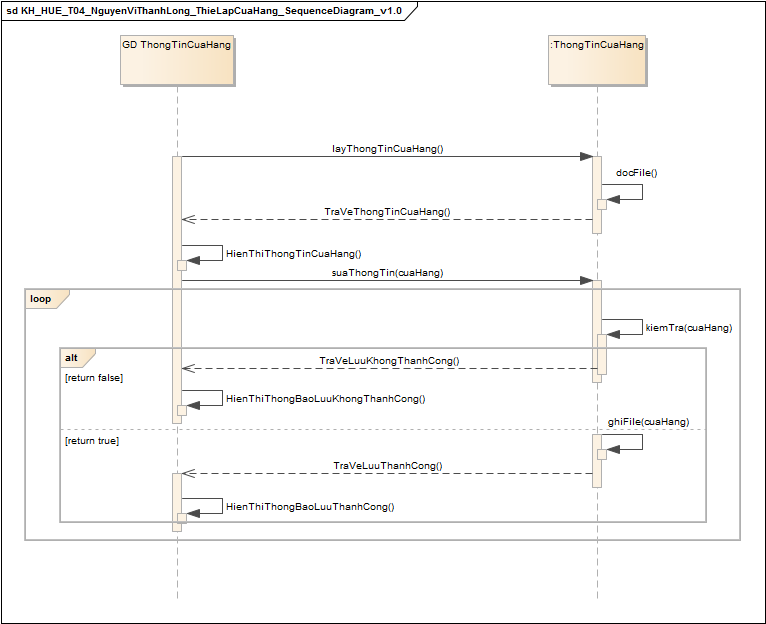 sd KH_HUE_T04_NguyenViThanhLong_ThieLapCuaHang_SequenceDiagram_v1.0
GD ThongTinCuaHang
:ThongTinCuaHang
layThongTinCuaHang()
docFile()
TraVeThongTinCuaHang()
HienThiThongTinCuaHang()
suaThongTin(cuaHang)
loop
kiemTra(cuaHang)
alt
TraVeLuuKhongThanhCong()
[return false]
HienThiThongBaoLuuKhongThanhCong()
ghiFile(cuaHang)
[return true]
TraVeLuuThanhCong()
HienThiThongBaoLuuThanhCong()